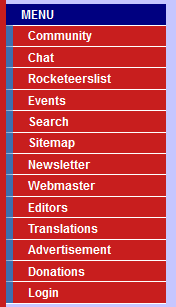 MENU
Community
Chat
Rocketeerslist
Events
Search
Sitemap
Newsletter
Webmaster
Editors
Translations
Advertisement
Donations
Login